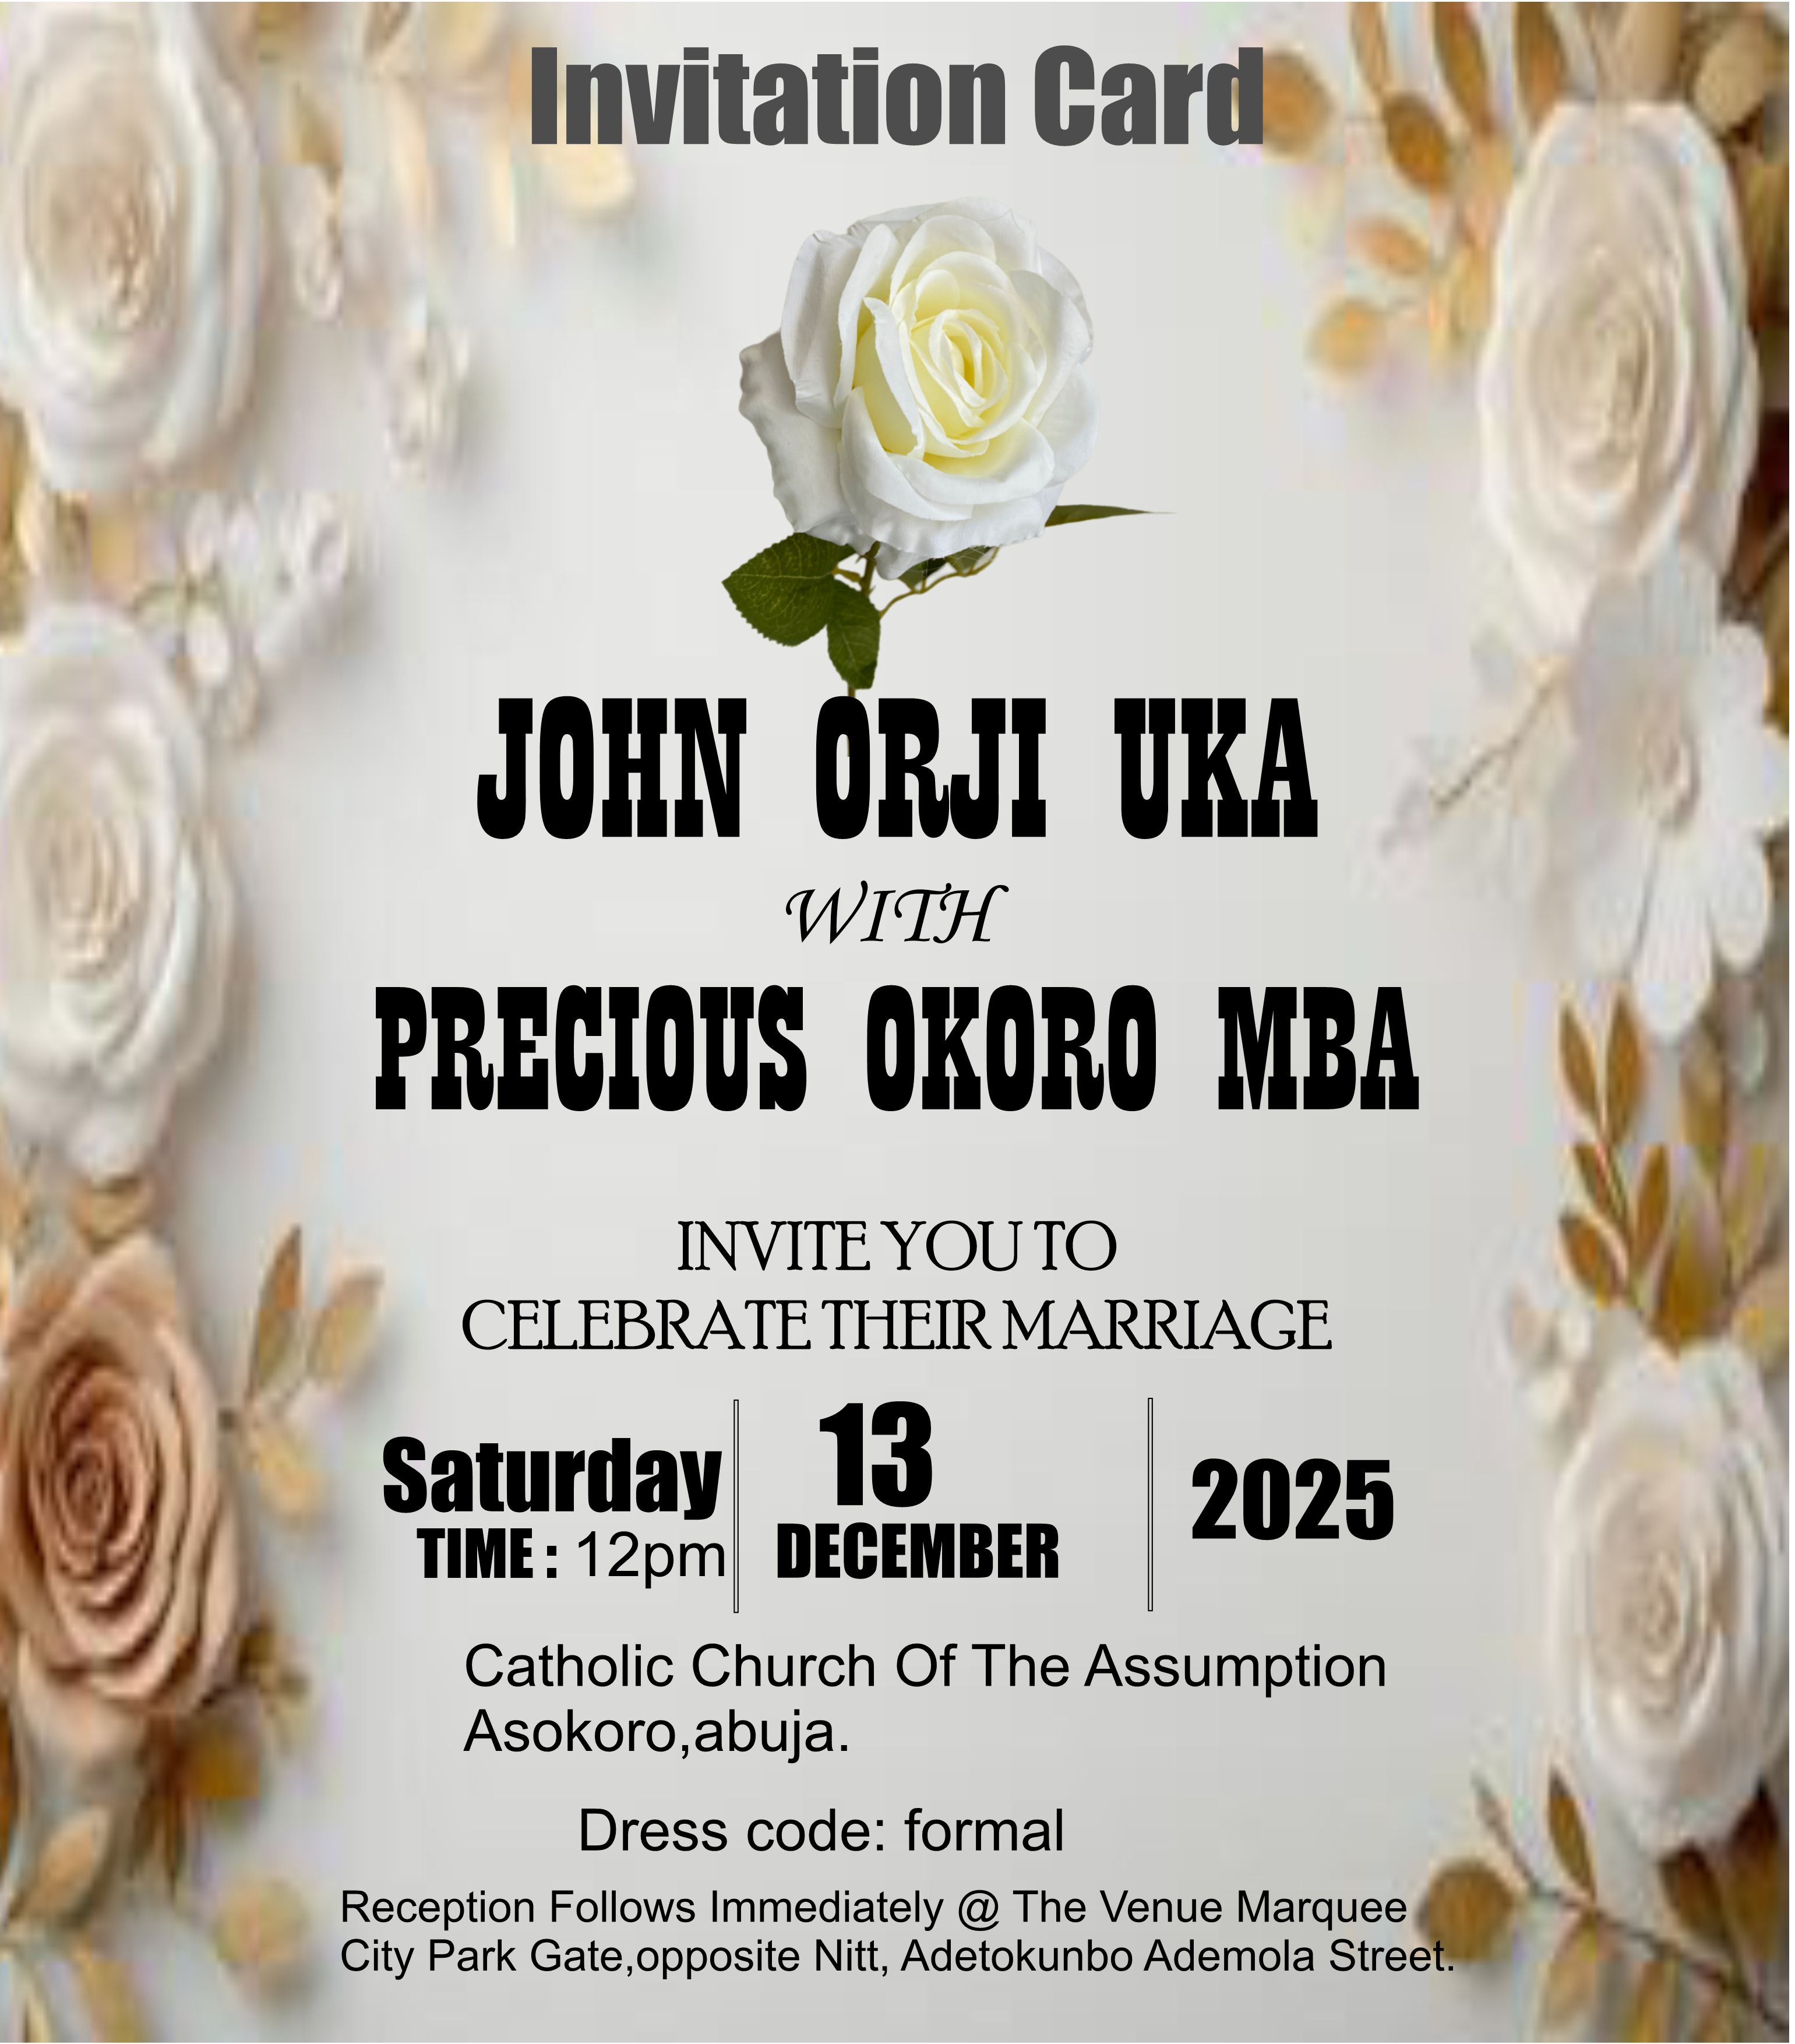 Invitation Card
JOHN ORJI UKA
WITH
PRECIOUS OKORO MBA
INVITE YOU TO
CELEBRATE THEIR MARRIAGE
Saturday
TIME : 12pm
13
DECEMBER
2025
Catholic Church Of The Assumption
Asokoro,abuja.
Dress code: formal
Reception Follows Immediately @ The Venue Marquee
City Park Gate,opposite Nitt, Adetokunbo Ademola Street.